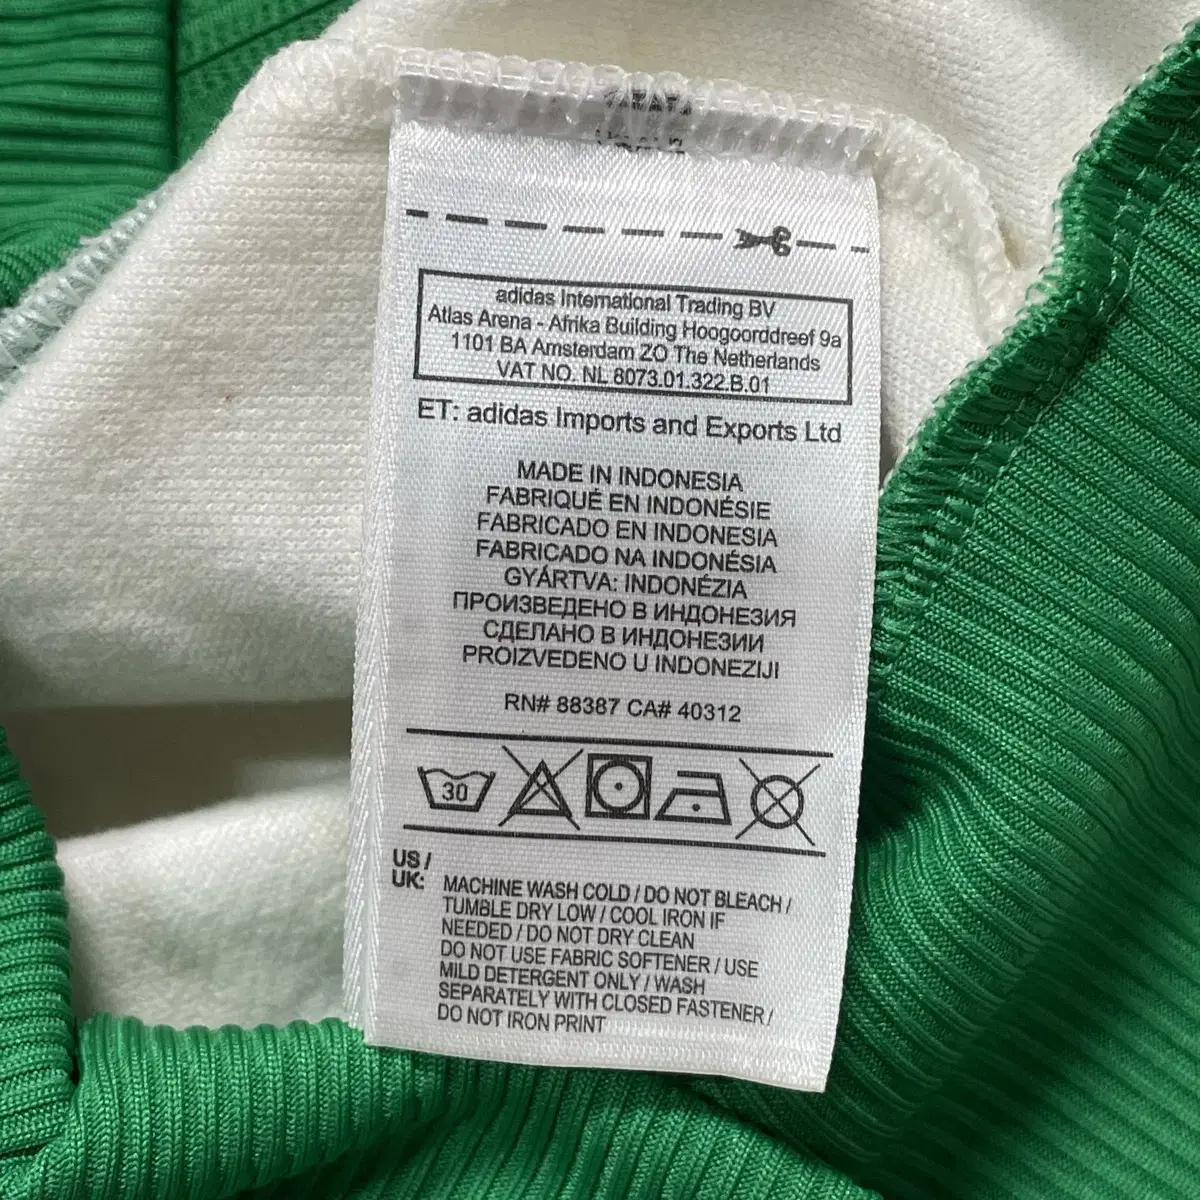 adidas International Trading BV
Atlas Arena - Afrika Building Hoogoorddreef 9a
1101 BA Amsterdam ZO The Netherlands
VAT NO. NL 8073.01.322.B.01
ET: adidas Imports and Exports Ltd
MADE IN INDONESIA
FABRIQUÉ EN INDONÉSIE
FABRICADO EN INDONESIA
FABRICADO NA INDONÉSIA
GYÁRTVA: INDONÉZIA
ПРОИЗВЕДЕНО В ИНДОНЕЗИЯ
СДЕЛАНО В ИНДОНЕЗИИ
PROIZVEDENO U INDONEZIJI
RN# 88387 CA# 40312
30
US /
UK:
MACHINE WASH COLD / DO NOT BLEACH /
TUMBLE DRY LOW / COOL IRON IF
NEEDED / DO NOT DRY CLEAN
DO NOT USE FABRIC SOFTENER / USE
MILD DETERGENT ONLY / WASH
SEPARATELY WITH CLOSED FASTENER /
DO NOT IRON PRINT